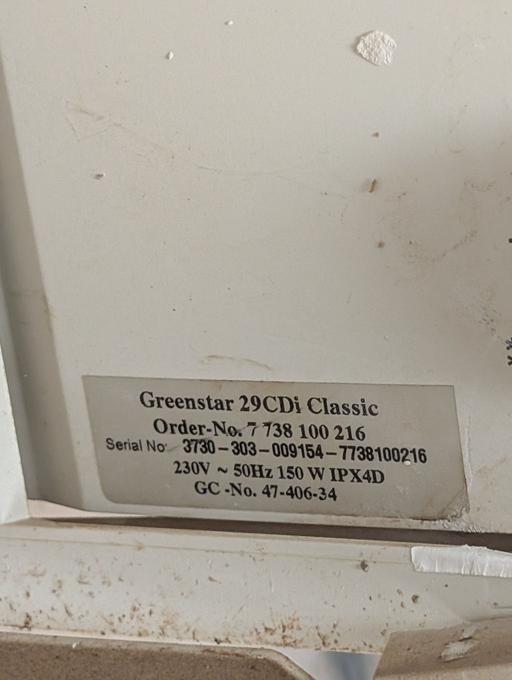 Greenstar 29CDi Classic
Order-No. 7 738 100 216
Serial No: 3730-303-009154-7738100216
230V ~ 50Hz 150 W IPX4D
GC -No. 47-406-34